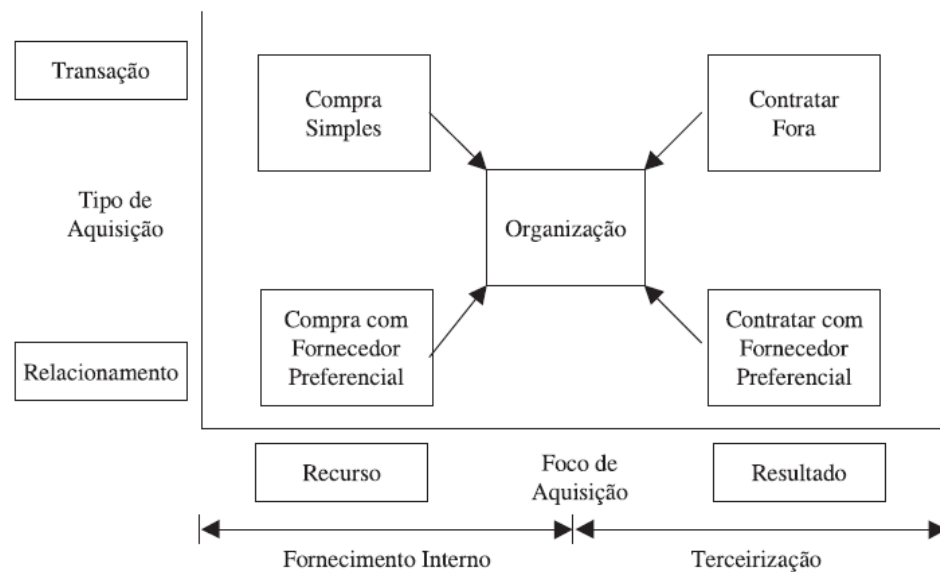 Transação
Compra
Simples
Contratar
Fora
Tipo de
Aquisição
Organização
Compra com
Fornecedor
Preferencial
Contratar com
Fornecedor
Preferencial
Relacionamento
Recurso
Foco de
Aquisição
Resultado
Fornecimento Interno
Terceirização